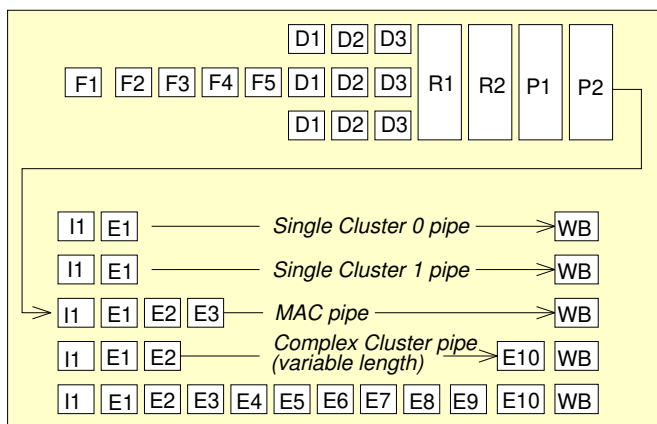 D1 D2 D3
F1 F2 F3 F4 F5 D1 D2 D3 R1 R2 P1 P2
D1 D2 D3
I1 E1 Single Cluster 0 pipe WB
I1 E1 Single Cluster 1 pipe WB
I1 E1 E2 E3 MAC pipe WB
Complex Cluster pipe
I1 E1 E2 (variable length) E10 WB
I1 E1 E2 E3 E4 E5 E6 E7 E8 E9 E10 WB